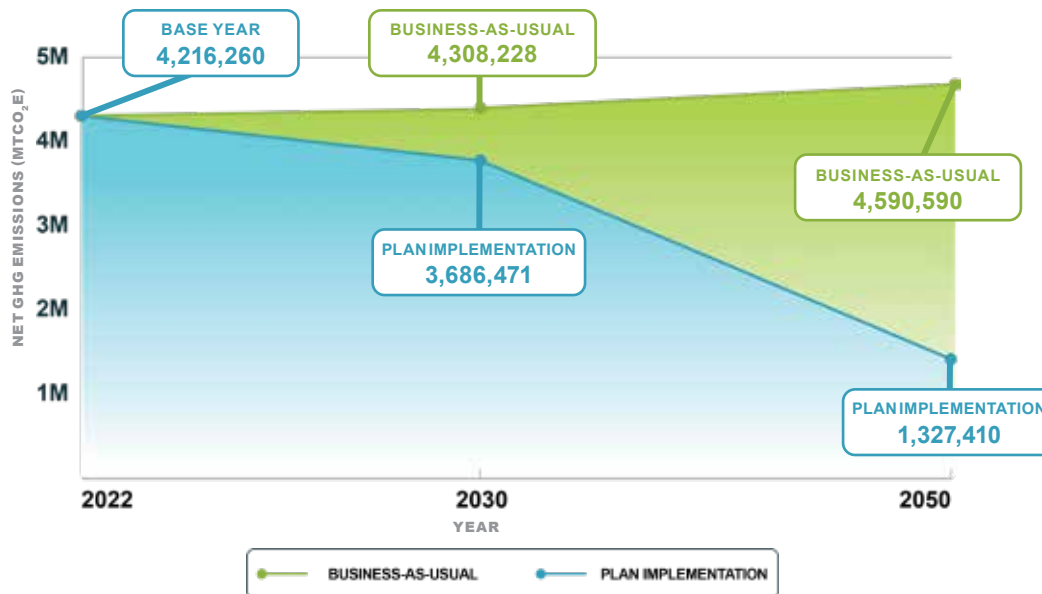 BASE YEAR
4,216,260
BUSINESS-AS-USUAL
4,308,228
5M
4M
3M
2M
1M
NET GHG EMISSIONS (MTCO₂E)
BUSINESS-AS-USUAL
4,590,590
PLAN IMPLEMENTATION
3,686,471
PLAN IMPLEMENTATION
1,327,410
2022
2030
2050
YEAR
BUSINESS-AS-USUAL
PLAN IMPLEMENTATION